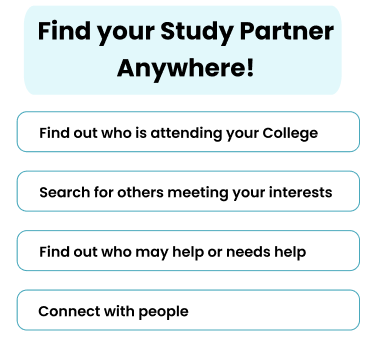 Find your Study Partner
Anywhere!
Find out who is attending your College
Search for others meeting your interests
Find out who may help or needs help
Connect with people